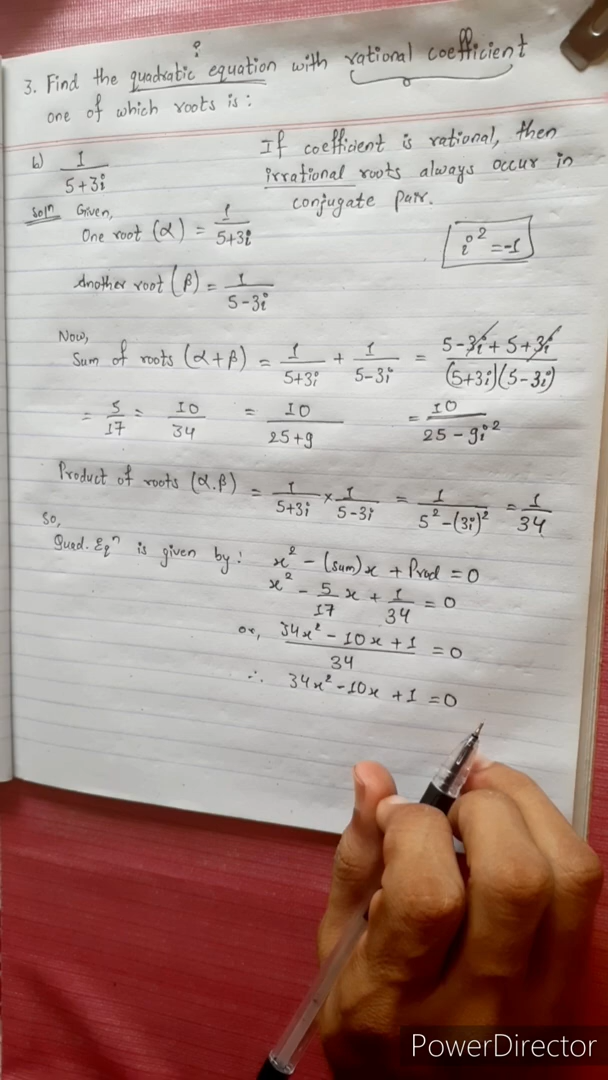 3. Find the quadratic equation with rational coefficient
one of which roots is :
b) 1/(5+3i)
If coefficient is rational, then
irrational roots always occur in
conjugate pair.
Soln Given,
One root (α) = 1/(5+3i)
i² = -1
Another root (β) = 1/(5-3i)
Now,
Sum of roots (α+β) = 1/(5+3i) + 1/(5-3i) = (5-3i+5+3i)/((5+3i)(5-3i))
= 5/17 = 10/34 = 10/(25+9) = 10/(25-9i²)
Product of roots (α.β) = 1/(5+3i) × 1/(5-3i) = 1/(5²-(3i)²) = 1/34
So,
Quad. Eqⁿ is given by : x² - (sum)x + Prod = 0
x² - 5/17 x + 1/34 = 0
or, (34x² - 10x + 1)/34 = 0
∴ 34x² - 10x + 1 = 0
PowerDirector